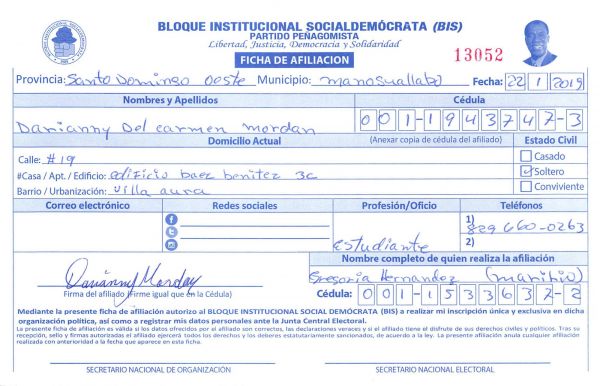 BLOQUE INSTITUCIONAL SOCIALDEMÓCRATA (BIS)
PARTIDO PEÑAGOMISTA
Libertad, Justicia, Democracia y Solidaridad
FICHA DE AFILIACION
13052
Provincia: Santo Domingo Oeste Municipio: manoguallabo Fecha: 22 1 2019
Nombres y Apellidos Cédula
Darianny Del carmen mordan 001-1943747-3
Domicilio Actual (Anexar copia de cédula del afiliado) Estado Civil
Calle: #19 Casado
#Casa / Apt. / Edificio: edificio baez benitez 3c Soltero
Barrio / Urbanización: villa aura Conviviente
Correo electrónico Redes sociales Profesión/Oficio Teléfonos
1) 829 660-0263
Estudiante 2)
Nombre completo de quien realiza la afiliación
Darianny Morday Gregoria Hernandez
Firma del afiliado (Firme igual que en la Cédula) Cédula: 001-1533637-2
Mediante la presente ficha de afiliación autorizo al BLOQUE INSTITUCIONAL SOCIAL DEMÓCRATA (BIS) a realizar mi inscripción única y exclusiva en dicha
organización política, así como a registrar mis datos personales ante la Junta Central Electoral.
La presente ficha de afiliación es válida si los datos ofrecidos por el afiliado son correctos, las declaraciones veraces y si el afiliado tiene el disfrute de sus derechos civiles y políticos. Tras su
recepción, sello y firmas autorizadas el afiliado ejercerá todos los derechos y los deberes estatutariamente sancionados, de acuerdo a la ley. La presente afiliación anula cualquier afiliación
realizada con anterioridad a la fecha que aparece en esta ficha.
SECRETARIO NACIONAL DE ORGANIZACIÓN SECRETARIO NACIONAL ELECTORAL